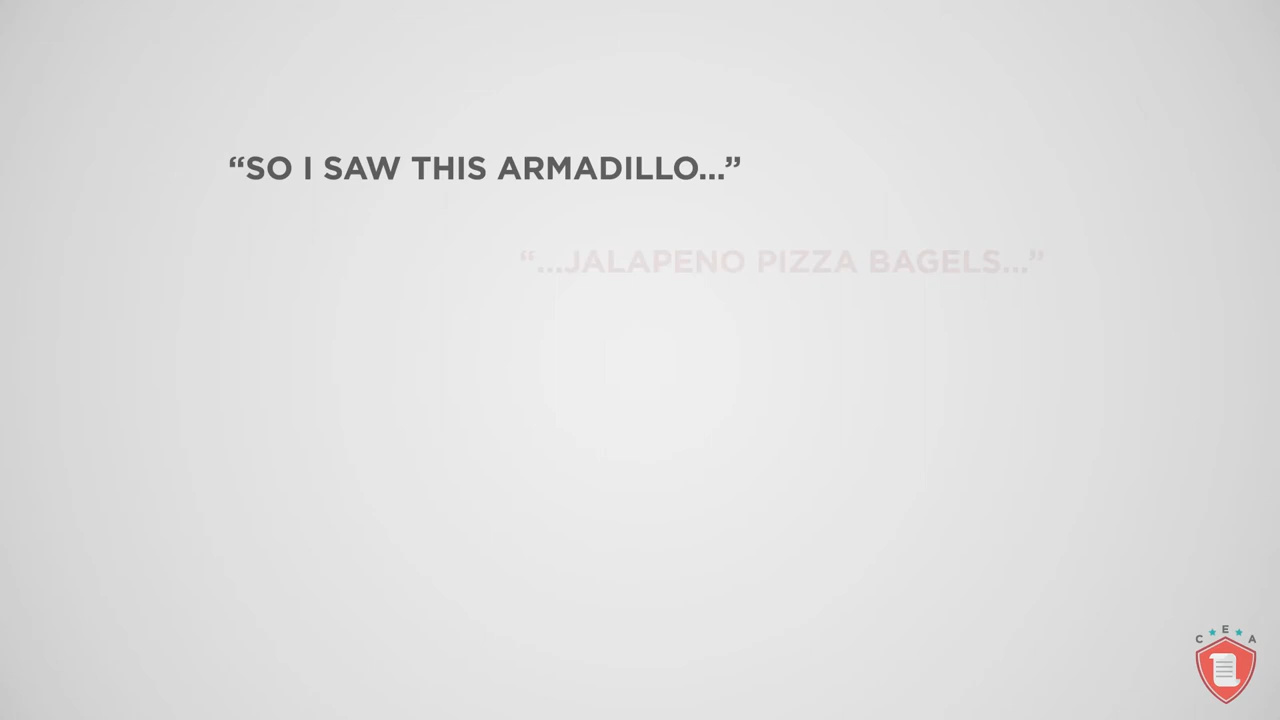 “SO I SAW THIS ARMADILLO...”
“...JALAPENO PIZZA BAGELS...”
C E A